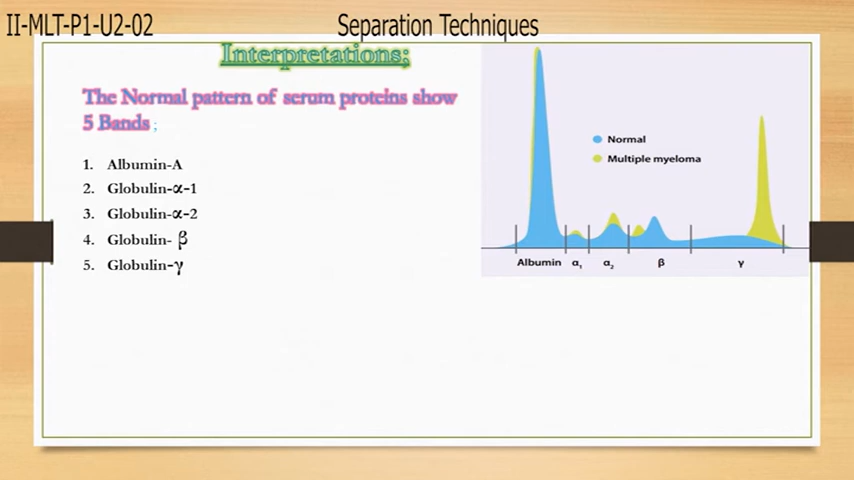 II-MLT-P1-U2-02
Separation Techniques
Interpretations;
The Normal pattern of serum proteins show
5 Bands ;
1. Albumin-A
2. Globulin-α-1
3. Globulin-α-2
4. Globulin- β
5. Globulin-γ
Normal
Multiple myeloma
Albumin α₁ α₂ β γ